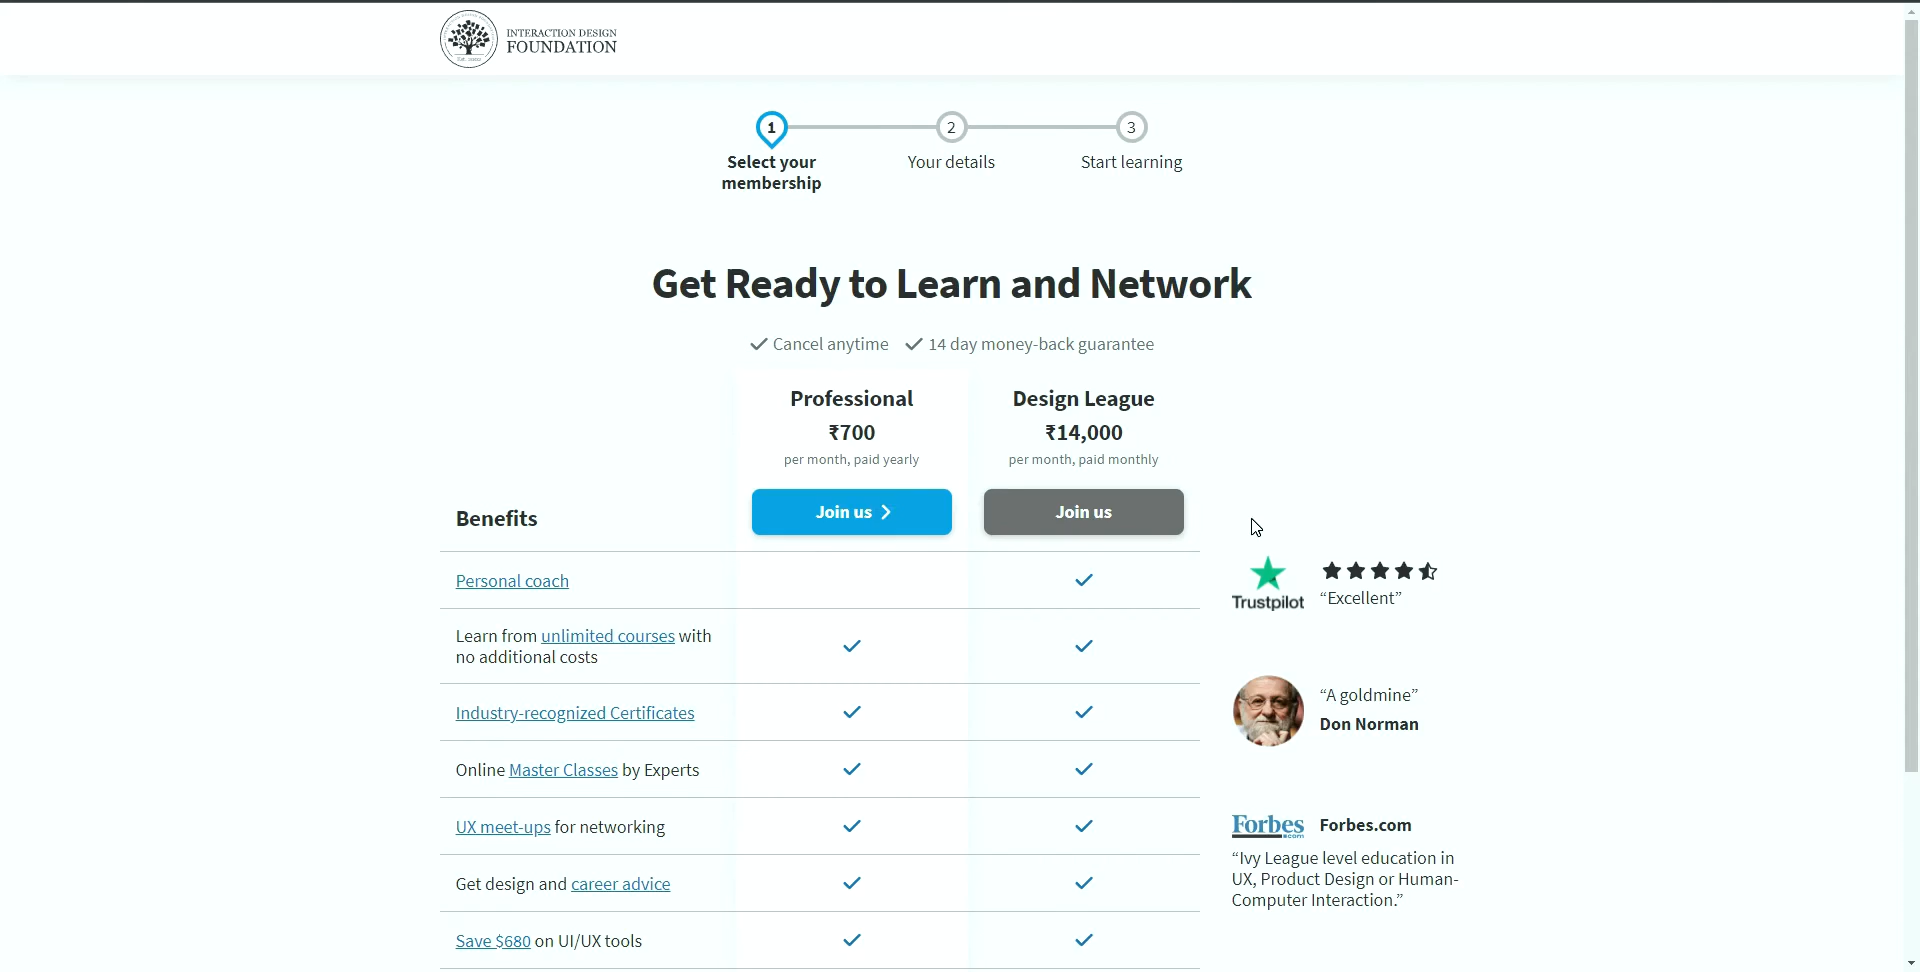 INTERACTION DESIGN
FOUNDATION
1
2
3
Select your
membership
Your details
Start learning
Get Ready to Learn and Network
Cancel anytime
14 day money-back guarantee
Professional
Design League
₹700
₹14,000
per month, paid yearly
per month, paid monthly
Benefits
Join us
Join us
Personal coach
Learn from unlimited courses with
no additional costs
Industry-recognized Certificates
Online Master Classes by Experts
UX meet-ups for networking
Get design and career advice
Save $680 on UI/UX tools
Trustpilot
“Excellent”
“A goldmine”
Don Norman
Forbes
.com
Forbes.com
“Ivy League level education in
UX, Product Design or Human-
Computer Interaction.”